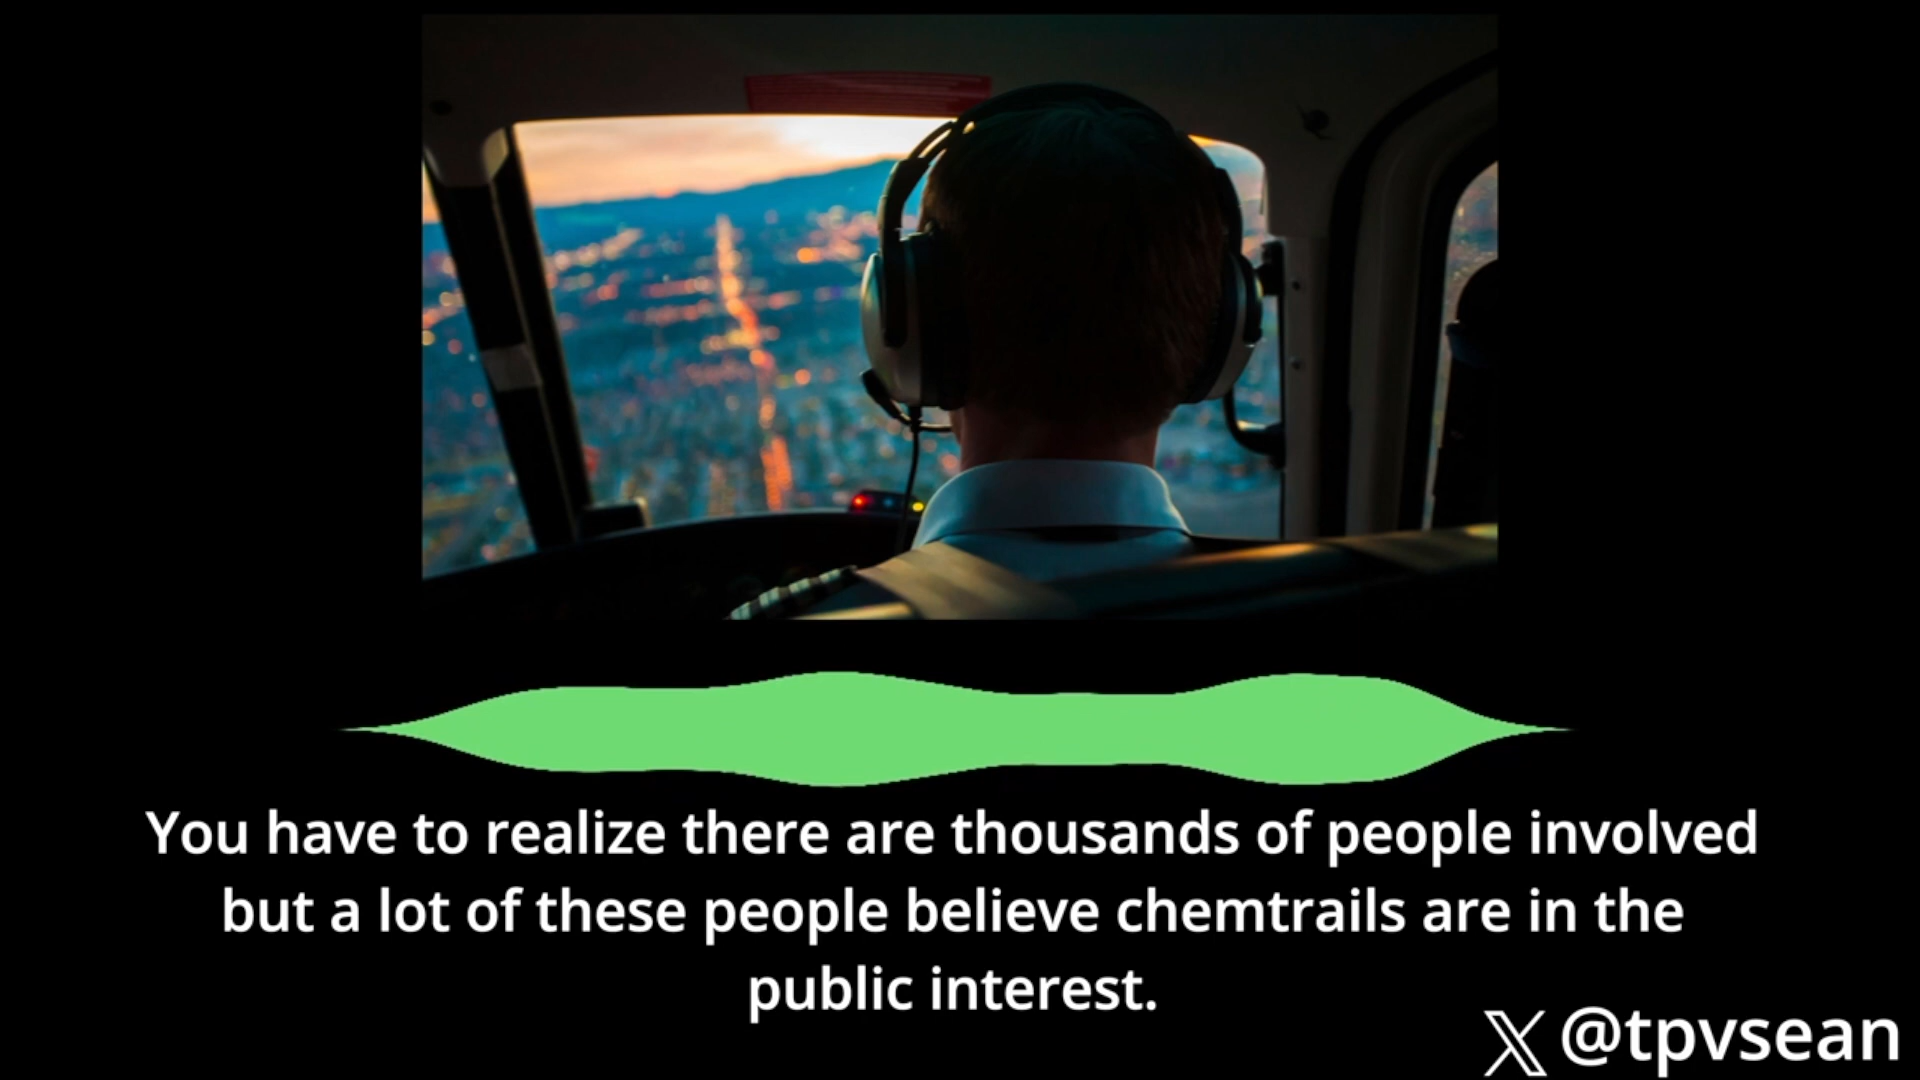 You have to realize there are thousands of people involved
but a lot of these people believe chemtrails are in the
public interest.
X @tpvsean